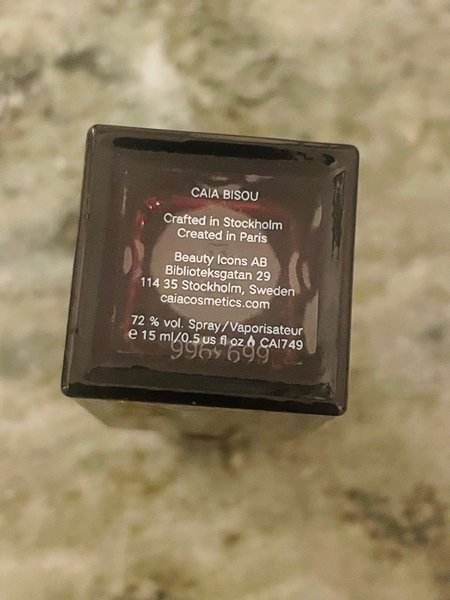 CAIA BISOU
Crafted in Stockholm
Created in Paris
Beauty Icons AB
Biblioteksgatan 29
114 35 Stockholm, Sweden
caiacosmetics.com
72 % vol. Spray/Vaporisateur
℮ 15 ml/0.5 us fl oz CAI749